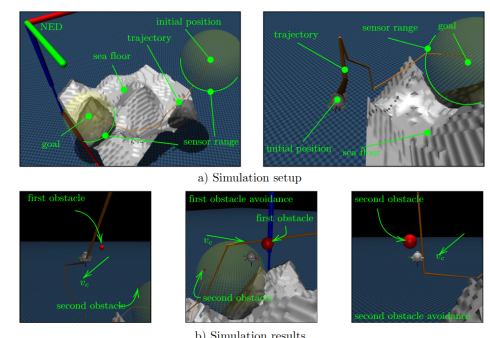 NED
initial position
trajectory
sea floor
goal
sensor range
sensor range
goal
trajectory
initial position
sea
a) Simulation setup
first obstacle
v_c
second obstacle
first obstacle avoidance
first obstacle
v_c
second obstacle
second obstacle
v_c
second obstacle avoidance
b) Simulation results